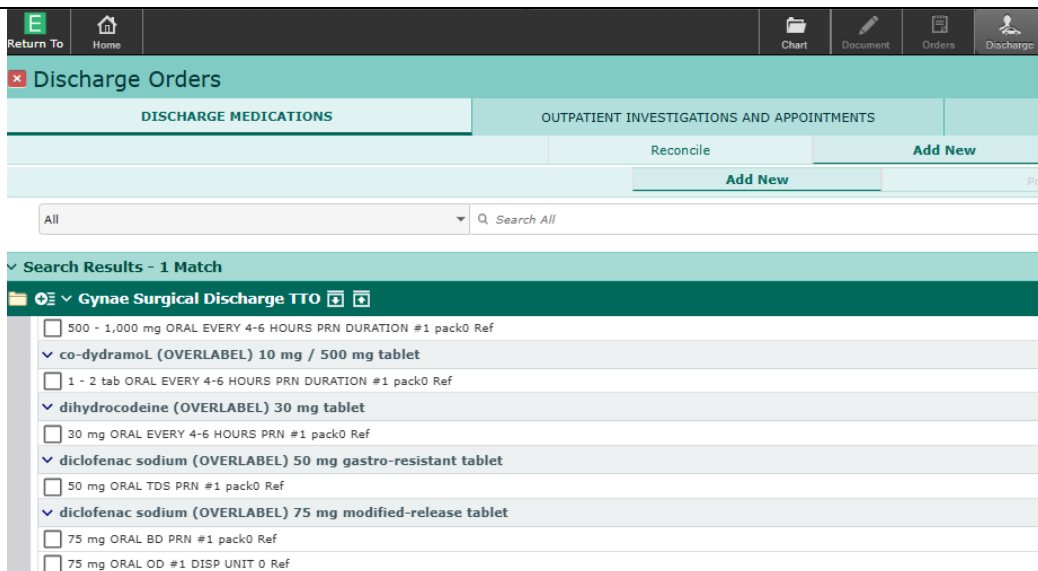 E
Return To
Home
Chart
Document
Orders
Discharge
Discharge Orders
DISCHARGE MEDICATIONS
OUTPATIENT INVESTIGATIONS AND APPOINTMENTS
Reconcile
Add New
Add New
All
Search All
Search Results - 1 Match
Gynae Surgical Discharge TTO
500 - 1,000 mg ORAL EVERY 4-6 HOURS PRN DURATION #1 pack0 Ref
co-dydramoL (OVERLABEL) 10 mg / 500 mg tablet
1 - 2 tab ORAL EVERY 4-6 HOURS PRN DURATION #1 pack0 Ref
dihydrocodeine (OVERLABEL) 30 mg tablet
30 mg ORAL EVERY 4-6 HOURS PRN #1 pack0 Ref
diclofenac sodium (OVERLABEL) 50 mg gastro-resistant tablet
50 mg ORAL TDS PRN #1 pack0 Ref
diclofenac sodium (OVERLABEL) 75 mg modified-release tablet
75 mg ORAL BD PRN #1 pack0 Ref
75 mg ORAL OD #1 DISP UNIT 0 Ref